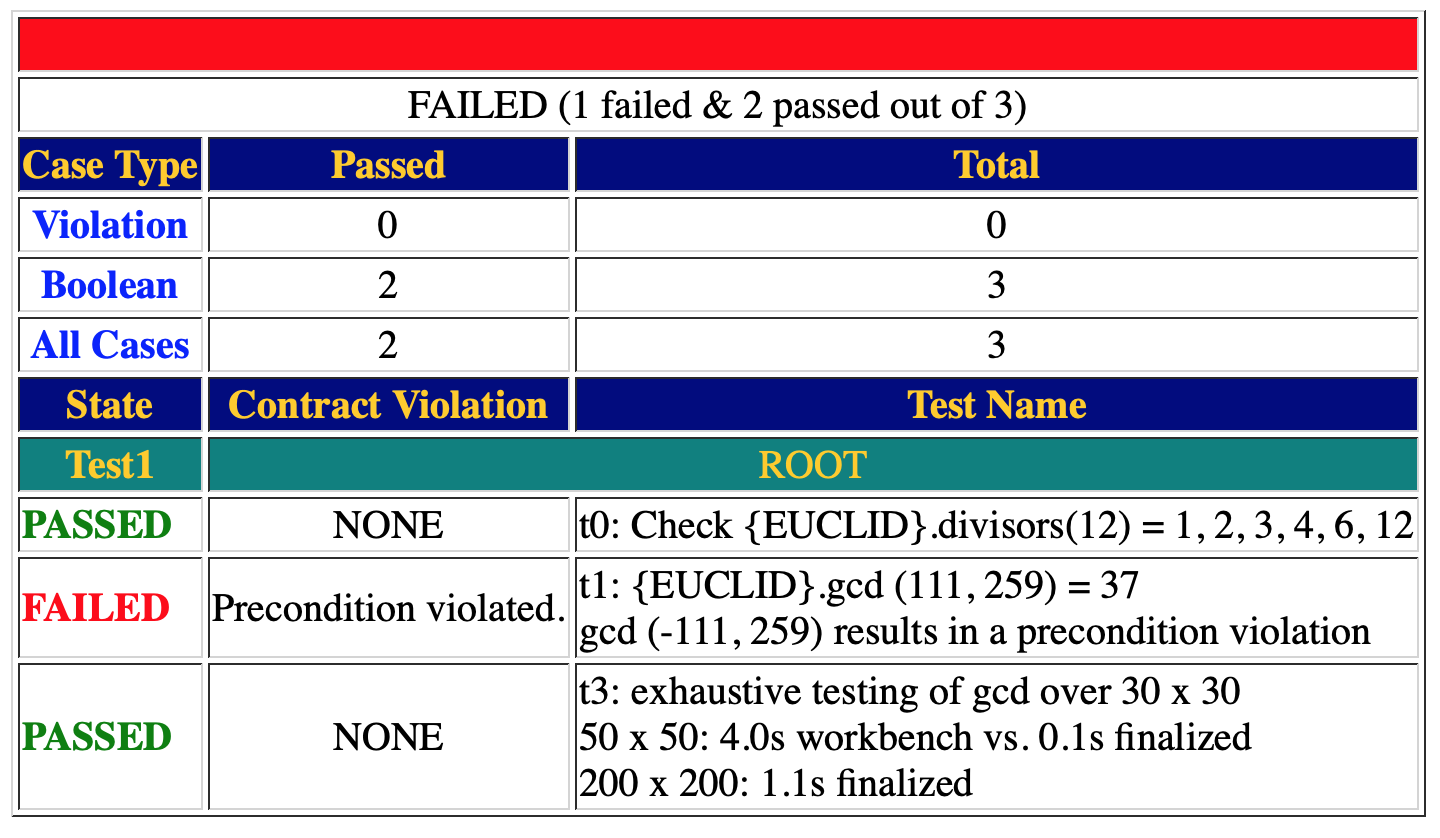 FAILED (1 failed & 2 passed out of 3)
Case Type Passed Total
Violation 0 0
Boolean 2 3
All Cases 2 3
State Contract Violation Test Name
Test1 ROOT
PASSED NONE t0: Check {EUCLID}.divisors(12) = 1, 2, 3, 4, 6, 12
FAILED Precondition violated. t1: {EUCLID}.gcd (111, 259) = 37
gcd (-111, 259) results in a precondition violation
PASSED NONE t3: exhaustive testing of gcd over 30 x 30
50 x 50: 4.0s workbench vs. 0.1s finalized
200 x 200: 1.1s finalized